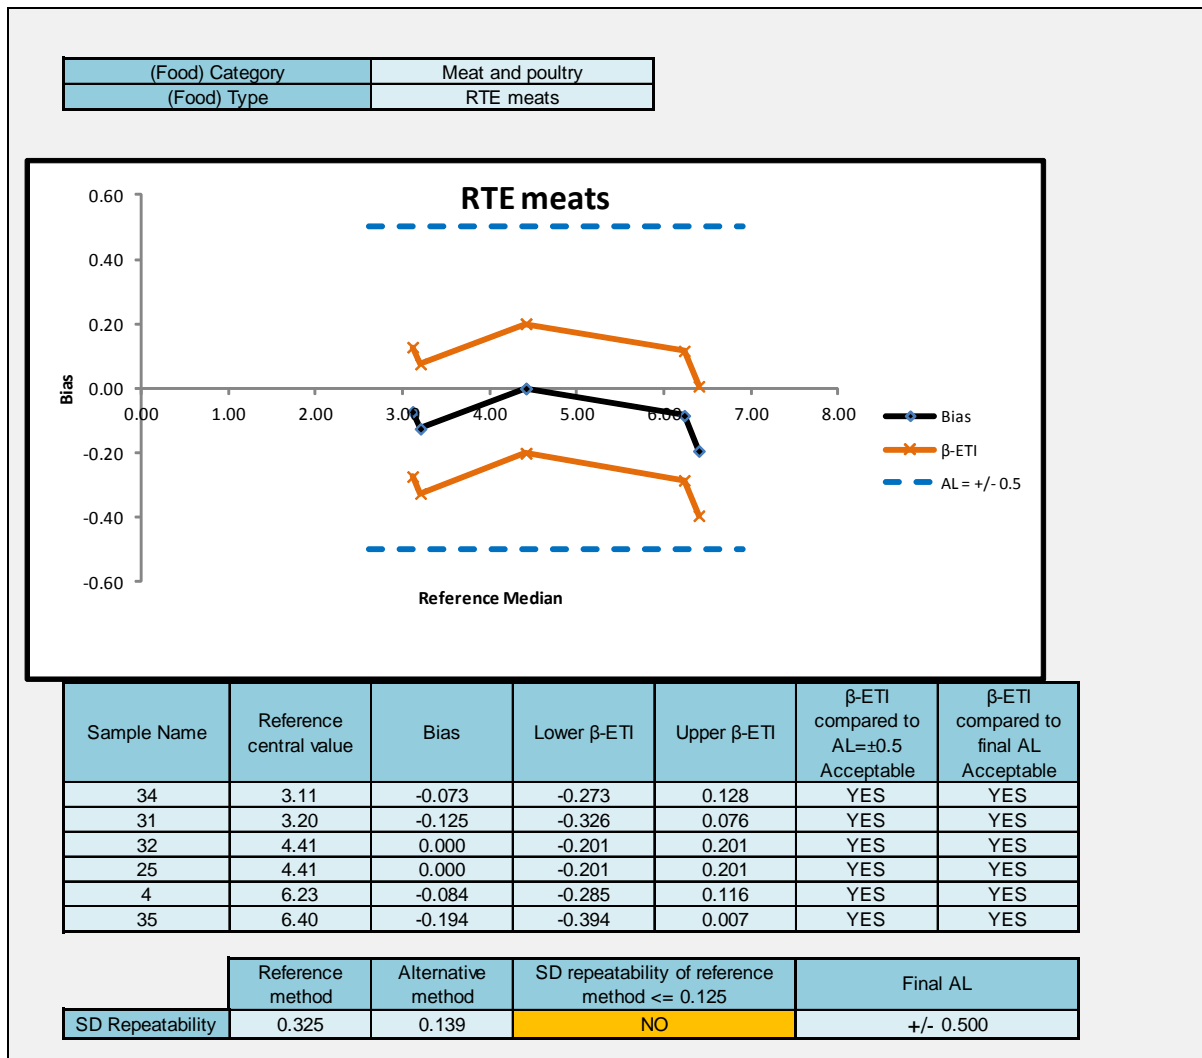 (Food) Category Meat and poultry
(Food) Type RTE meats
RTE meats
0.60
0.40
0.20
0.00
-0.20
-0.40
-0.60
0.00 1.00 2.00 3.00 4.00 5.00 6.00 7.00 8.00
Bias
Reference Median
Bias
β-ETI
AL = +/- 0.5
Sample Name Reference central value Bias Lower β-ETI Upper β-ETI β-ETI compared to AL=±0.5 Acceptable β-ETI compared to final AL Acceptable
34 3.11 -0.073 -0.273 0.128 YES YES
31 3.20 -0.125 -0.326 0.076 YES YES
32 4.41 0.000 -0.201 0.201 YES YES
25 4.41 0.000 -0.201 0.201 YES YES
4 6.23 -0.084 -0.285 0.116 YES YES
35 6.40 -0.194 -0.394 0.007 YES YES
Reference method Alternative method SD repeatability of reference method <= 0.125 Final AL
SD Repeatability 0.325 0.139 NO +/- 0.500